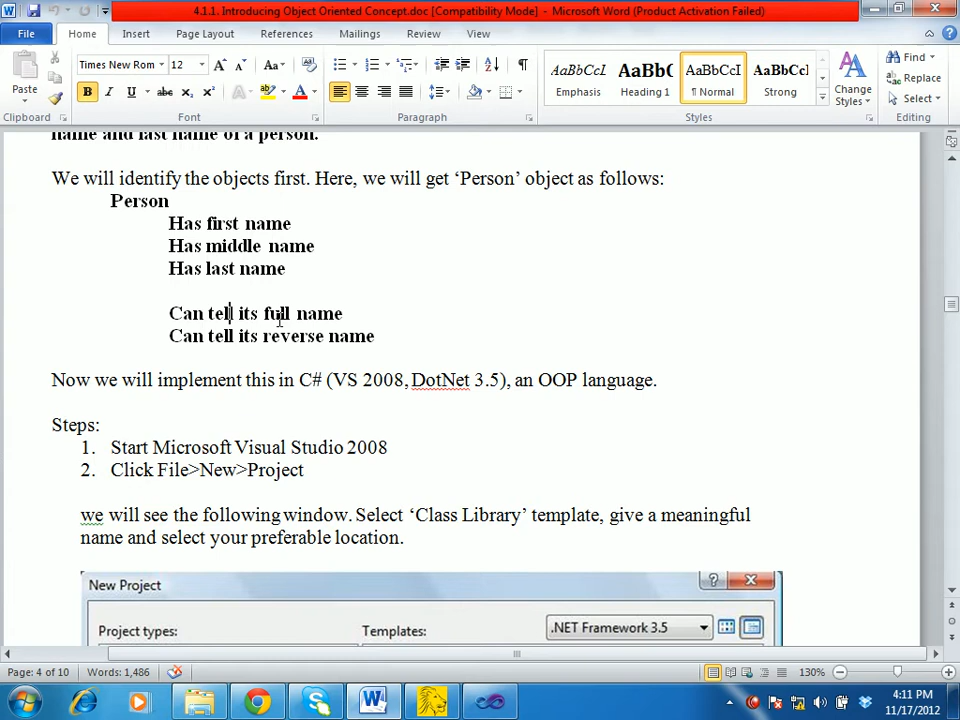 4.1.1. Introducing Object Oriented Concept.doc [Compatibility Mode] - Microsoft Word (Product Activation Failed)
File Home Insert Page Layout References Mailings Review View
Paste
Times New Rom 12
AaBbCcI AaBbC AaBbCcI AaBbCcl
Emphasis Heading 1 ¶ Normal Strong
Change Styles
Find
Replace
Select
Clipboard Font Paragraph Styles Editing
name and last name of a person.
We will identify the objects first. Here, we will get ‘Person’ object as follows:
Person
Has first name
Has middle name
Has last name
Can tell its full name
Can tell its reverse name
Now we will implement this in C# (VS 2008, DotNet 3.5), an OOP language.
Steps:
1. Start Microsoft Visual Studio 2008
2. Click File>New>Project
we will see the following window. Select ‘Class Library’ template, give a meaningful
name and select your preferable location.
New Project
Project types: Templates: .NET Framework 3.5
Page: 4 of 10 Words: 1,486 130%
4:11 PM
11/17/2012